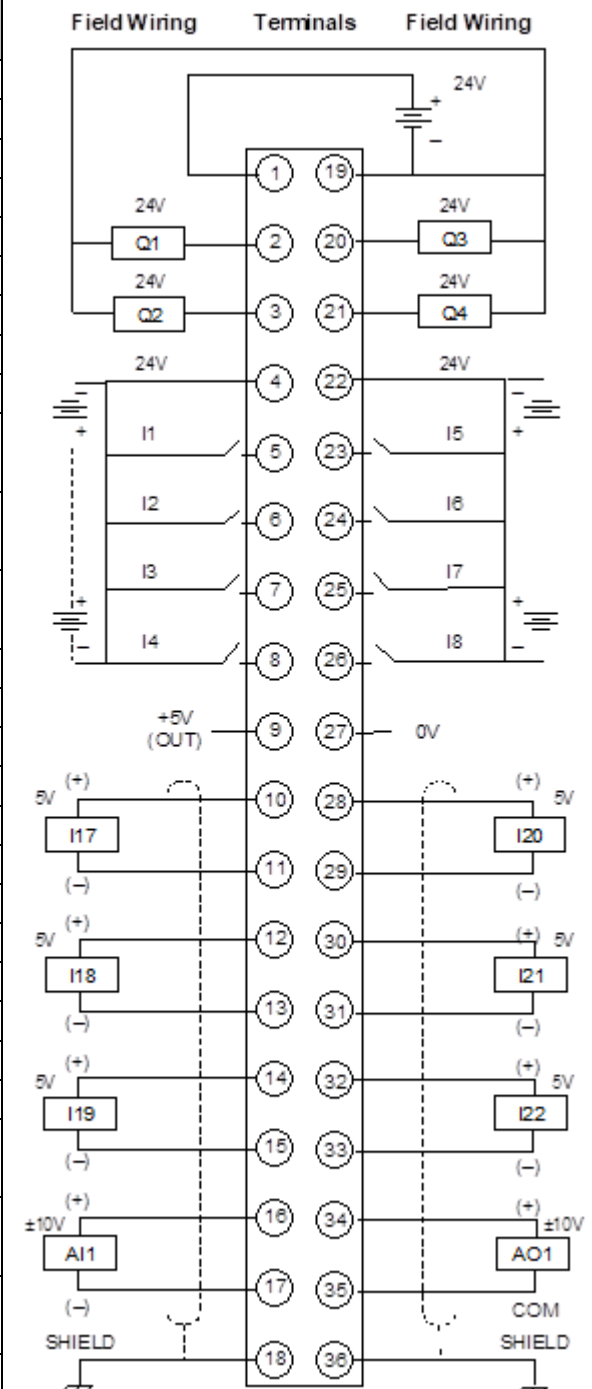 Field Wiring Terminals Field Wiring
24V
+
−
1 19
24V 24V
Q1 2 20 Q3
24V 24V
Q2 3 21 Q4
24V 4 22 24V
− −
+ I1 I5 +
5 23
I2 I6
6 24
I3 I7
7 25
+ +
− I4 I8 −
8 26
+5V
(OUT) 9 27 0V
(+) (+)
5V 10 28 5V
I17 I20
11 29
(−) (−)
(+) (+)
5V 12 30 5V
I18 I21
13 31
(−) (−)
(+) (+)
5V 14 32 5V
I19 I22
15 33
(−) (−)
(+) (+)
±10V 16 34 ±10V
AI1 AO1
17 35
(−) COM
SHIELD SHIELD
18 36